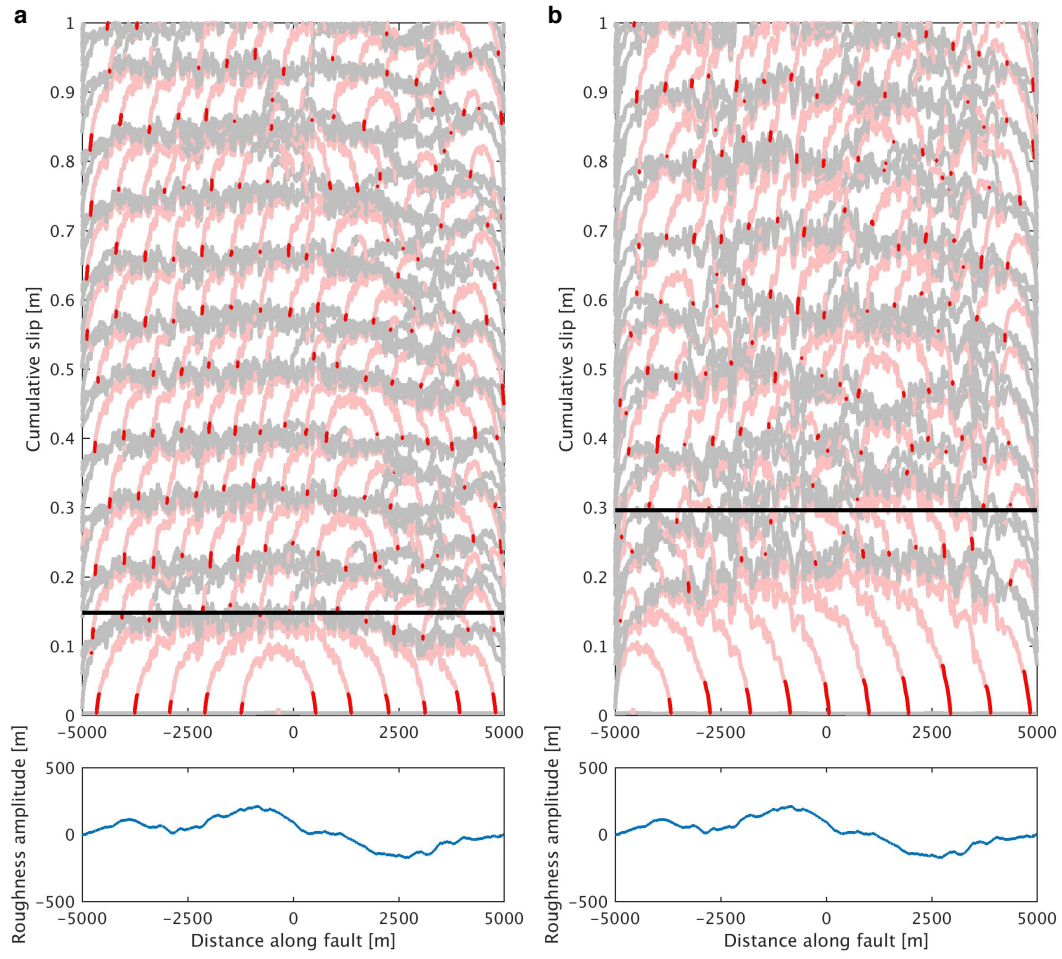 a
Cumulative slip [m]
1
0.9
0.8
0.7
0.6
0.5
0.4
0.3
0.2
0.1
0
−5000 −2500 0 2500 5000
Roughness amplitude [m]
500
0
−500
−5000 −2500 0 2500 5000
Distance along fault [m]
b
Cumulative slip [m]
1
0.9
0.8
0.7
0.6
0.5
0.4
0.3
0.2
0.1
0
−5000 −2500 0 2500 5000
Roughness amplitude [m]
500
0
−500
−5000 −2500 0 2500 5000
Distance along fault [m]